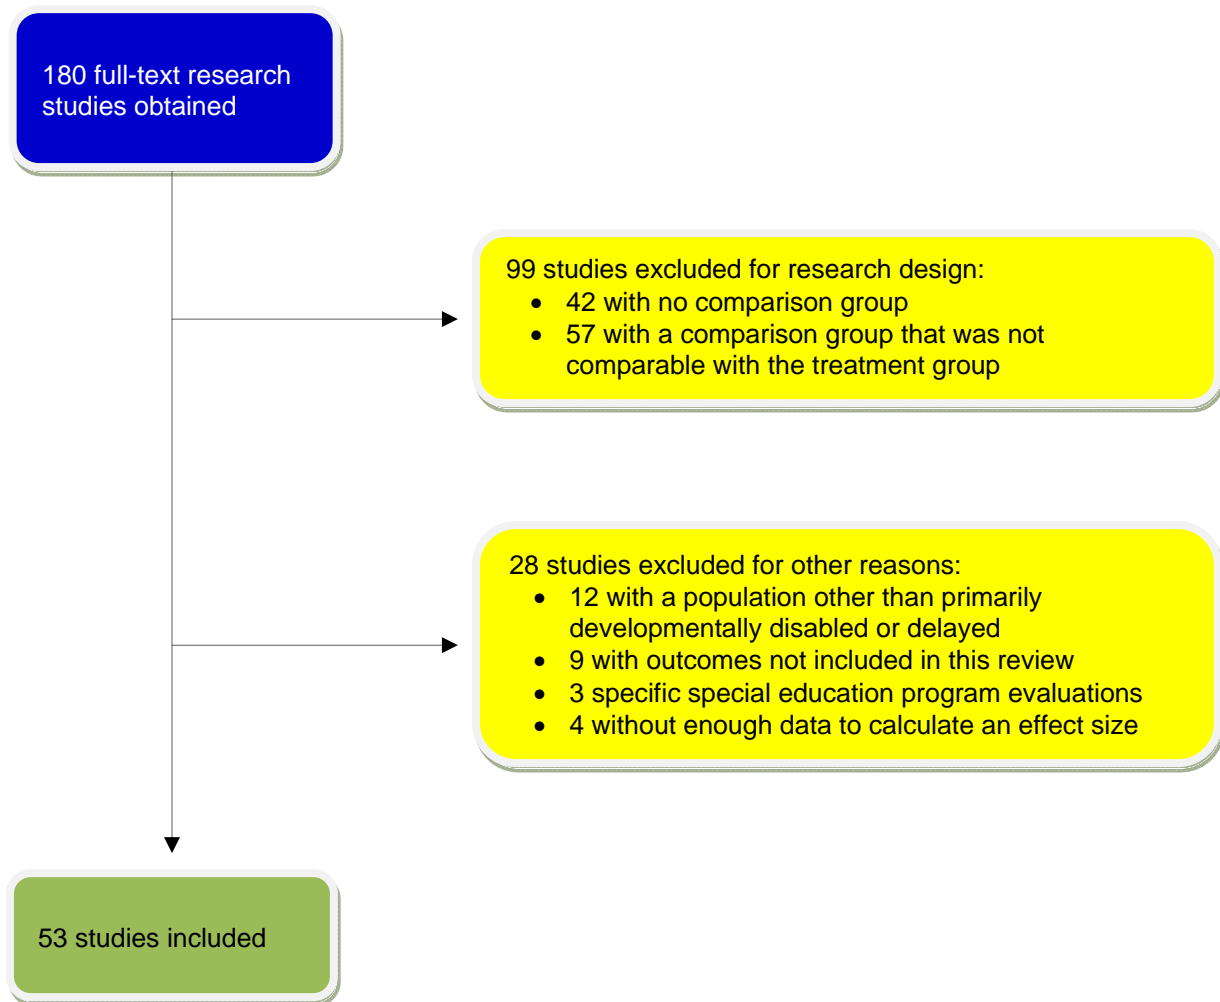 180 full-text research
studies obtained
99 studies excluded for research design:
• 42 with no comparison group
• 57 with a comparison group that was not
comparable with the treatment group
28 studies excluded for other reasons:
• 12 with a population other than primarily
developmentally disabled or delayed
• 9 with outcomes not included in this review
• 3 specific special education program evaluations
• 4 without enough data to calculate an effect size
53 studies included